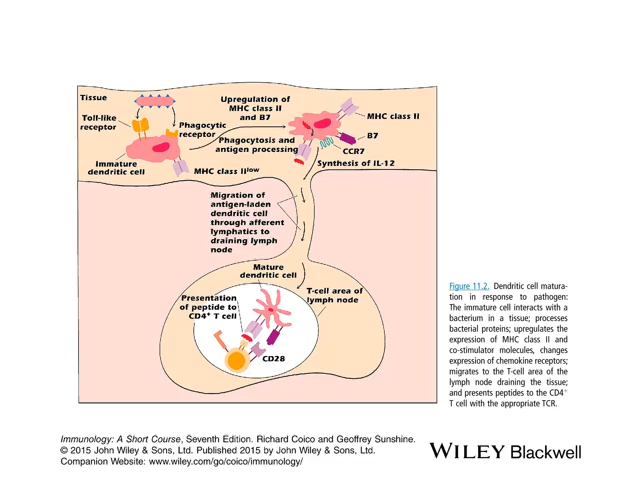 Tissue
Toll-like
receptor
Phagocytic
receptor
Immature
dendritic cell
MHC class IIlow
Upregulation of
MHC class II
and B7
Phagocytosis and
antigen processing
MHC class II
B7
CCR7
Synthesis of IL-12
Migration of
antigen-laden
dendritic cell
through afferent
lymphatics to
draining lymph
node
Mature
dendritic cell
T-cell area of
lymph node
Presentation
of peptide to
CD4+ T cell
CD28
Figure 11.2. Dendritic cell matura-
tion in response to pathogen:
The immature cell interacts with a
bacterium in a tissue; processes
bacterial proteins; upregulates the
expression of MHC class II and
co-stimulator molecules, changes
expression of chemokine receptors;
migrates to the T-cell area of the
lymph node draining the tissue;
and presents peptides to the CD4+
T cell with the appropriate TCR.
Immunology: A Short Course, Seventh Edition. Richard Coico and Geoffrey Sunshine.
© 2015 John Wiley & Sons, Ltd. Published 2015 by John Wiley & Sons, Ltd.
Companion Website: www.wiley.com/go/coico/immunology/
WILEY Blackwell